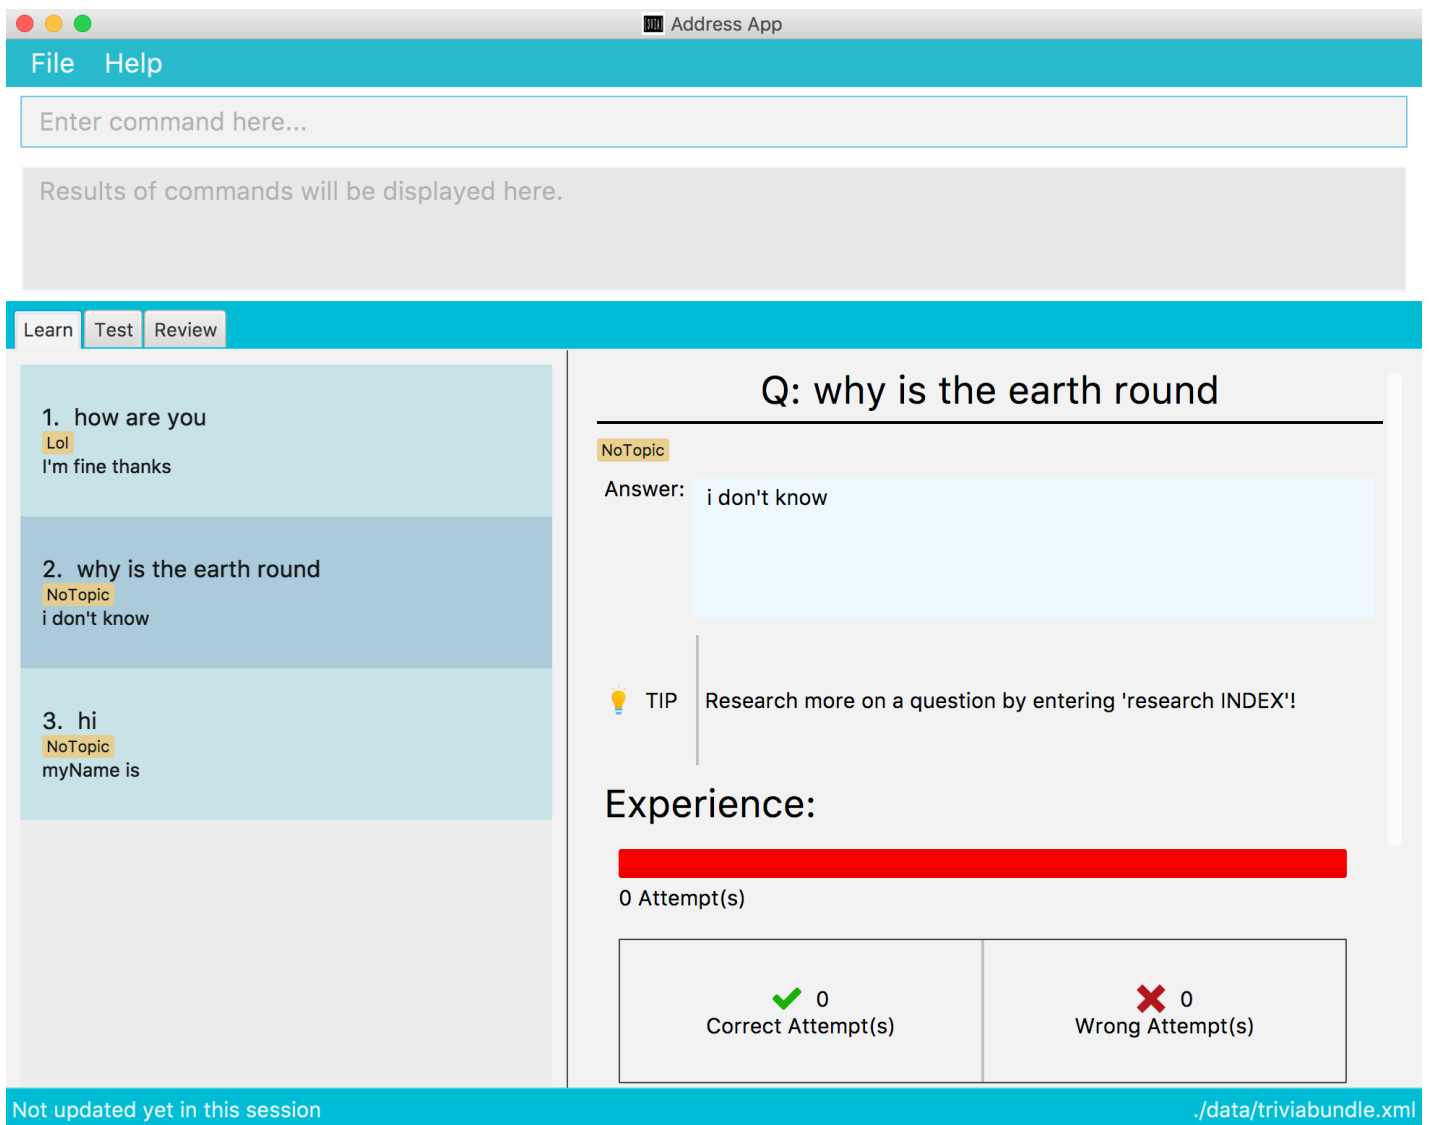 Address App
File Help
Enter command here...
Results of commands will be displayed here.
Learn Test Review
1. how are you
Lol
I'm fine thanks
2. why is the earth round
NoTopic
i don't know
3. hi
NoTopic
myName is
Q: why is the earth round
NoTopic
Answer: i don't know
TIP Research more on a question by entering 'research INDEX'!
Experience:
0 Attempt(s)
0
Correct Attempt(s)
0
Wrong Attempt(s)
Not updated yet in this session
./data/triviabundle.xml